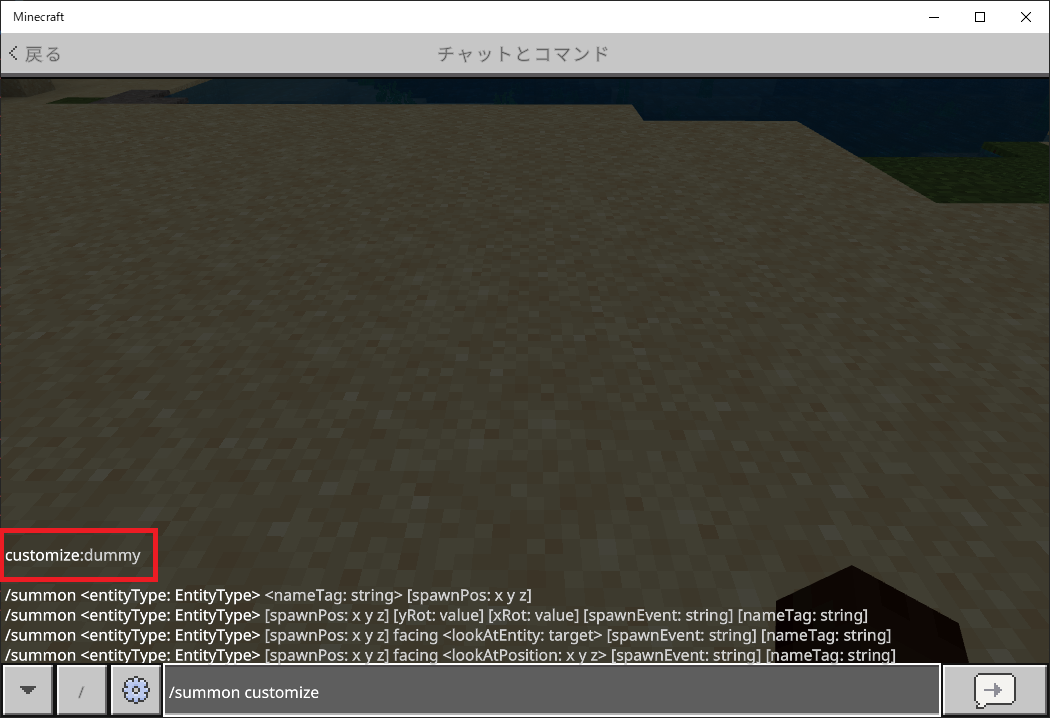 Minecraft
戻る
チャットとコマンド
customize:dummy
/summon <entityType: EntityType> <nameTag: string> [spawnPos: x y z]
/summon <entityType: EntityType> [spawnPos: x y z] [yRot: value] [xRot: value] [spawnEvent: string] [nameTag: string]
/summon <entityType: EntityType> [spawnPos: x y z] facing <lookAtEntity: target> [spawnEvent: string] [nameTag: string]
/summon <entityType: EntityType> [spawnPos: x y z] facing <lookAtPosition: x y z> [spawnEvent: string] [nameTag: string]
/
/summon customize